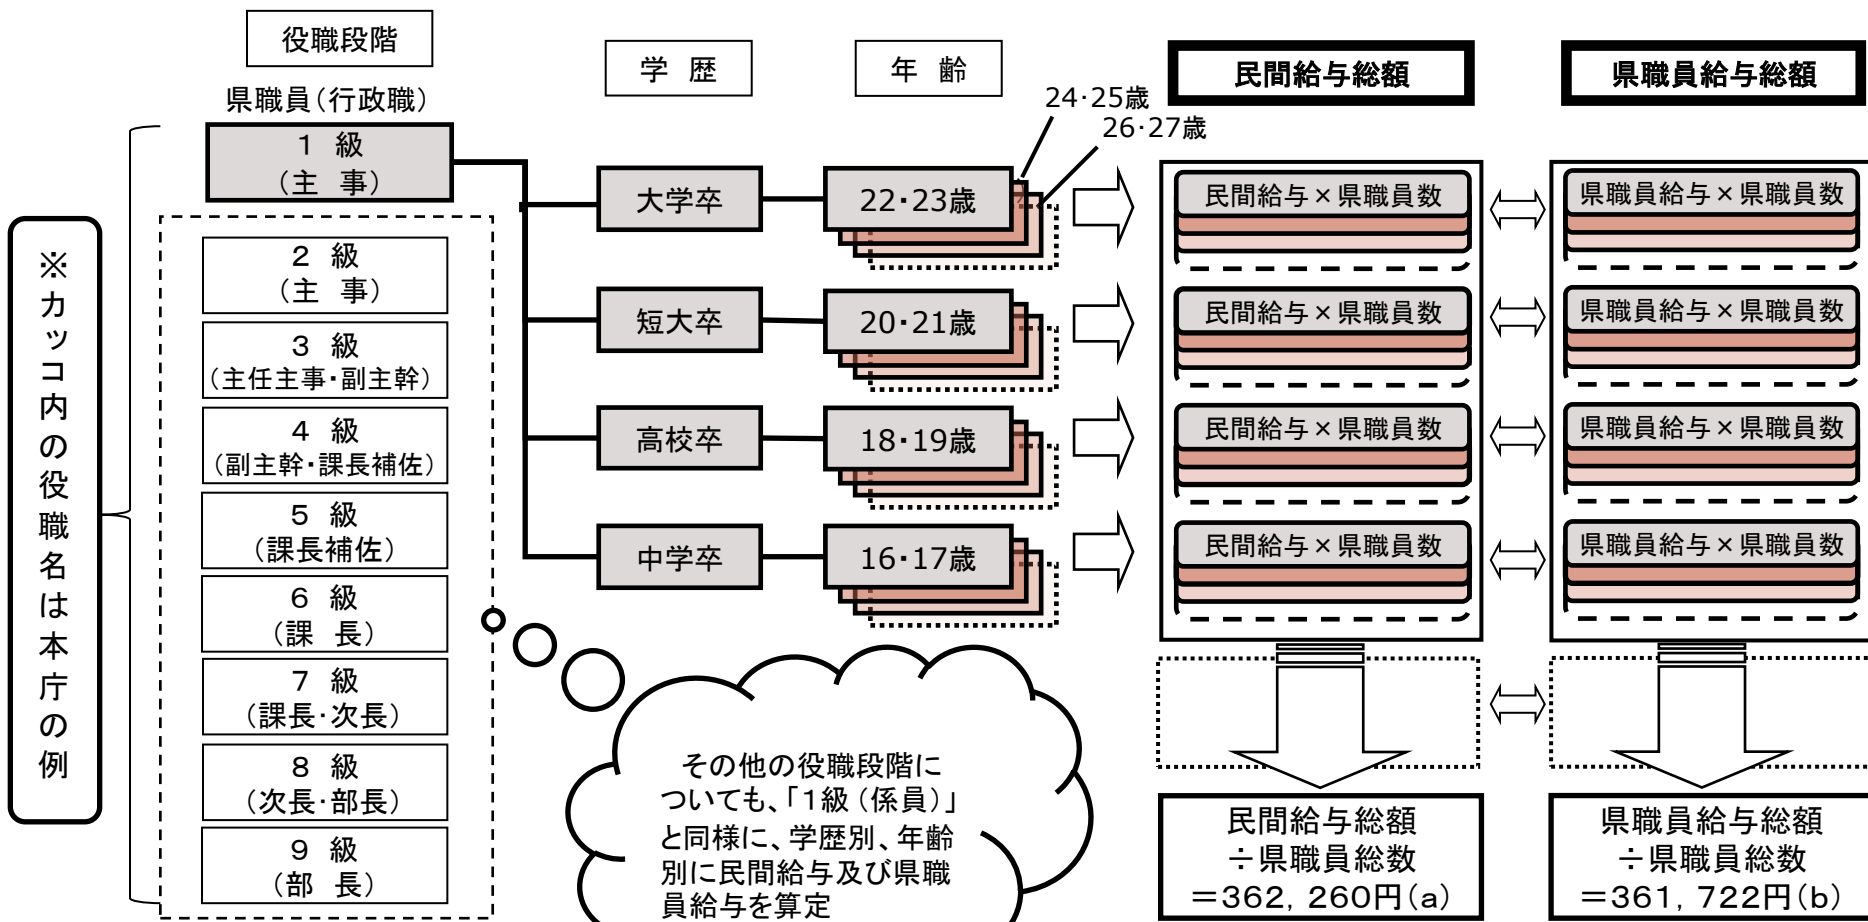 役職段階
県職員（行政職）
※カッコ内の役職名は本庁の例
１　級
（主　事）
２　級
（主　事）
３　級
（主任主事・副主幹）
４　級
（副主幹・課長補佐）
５　級
（課長補佐）
６　級
（課　長）
７　級
（課長・次長）
８　級
（次長・部長）
９　級
（部　長）
学　歴
大学卒
短大卒
高校卒
中学卒
年　齢
24・25歳
26・27歳
22・23歳
20・21歳
18・19歳
16・17歳
その他の役職段階に
ついても、「１級（係員）」
と同様に、学歴別、年齢
別に民間給与及び県職
員給与を算定
民間給与総額
民間給与×県職員数
民間給与×県職員数
民間給与×県職員数
民間給与×県職員数
民間給与総額
÷県職員総数
＝３６２，２６０円（a）
県職員給与総額
県職員給与×県職員数
県職員給与×県職員数
県職員給与×県職員数
県職員給与×県職員数
県職員給与総額
÷県職員総数
＝３６１，７２２円（b）